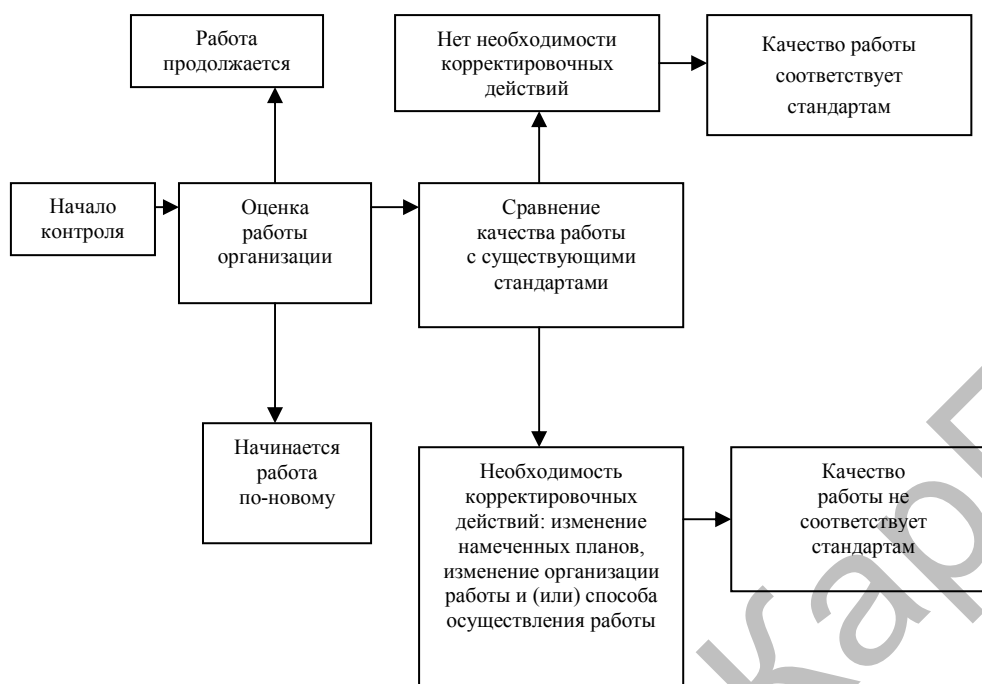 Работа
продолжается
Нет необходимости
корректировочных
действий
Качество работы
соответствует
стандартам
Начало
контроля
Оценка
работы
организации
Сравнение
качества работы
с существующими
стандартами
Начинается
работа
по-новому
Необходимость
корректировочных
действий: изменение
намеченных планов,
изменение организации
работы и (или) способа
осуществления работы
Качество
работы не
соответствует
стандартам